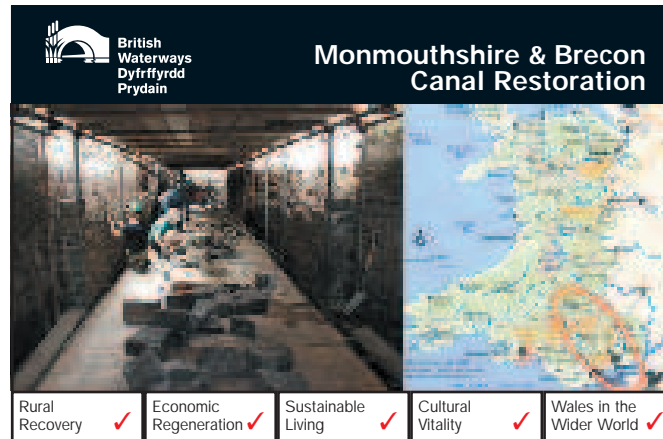 British
Waterways
Dyfrffyrdd
Prydain
Monmouthshire & Brecon
Canal Restoration
Rural
Recovery ✓
Economic
Regeneration ✓
Sustainable
Living ✓
Cultural
Vitality ✓
Wales in the
Wider World ✓